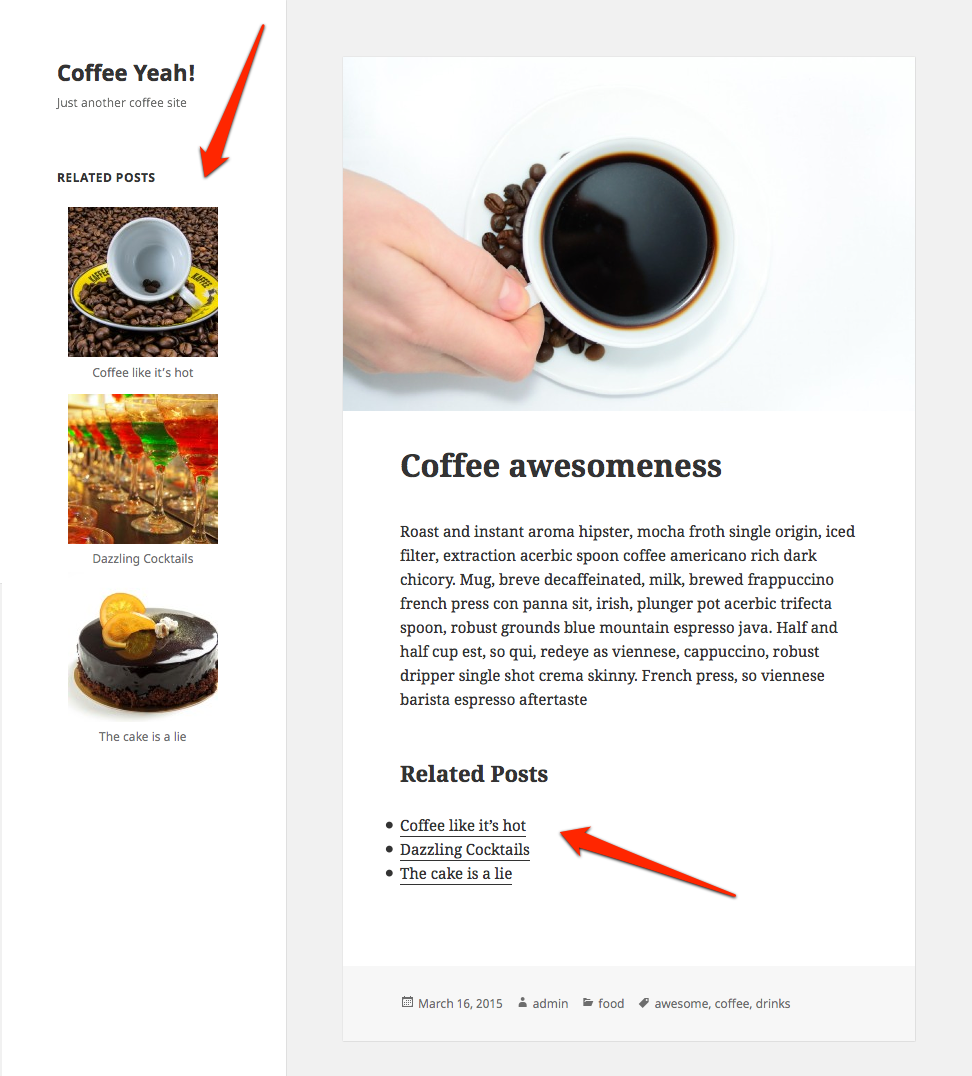 Coffee Yeah!
Just another coffee site
RELATED POSTS
KAFFEE
KAFFEE
Coffee like it's hot
Dazzling Cocktails
The cake is a lie
Coffee awesomeness
Roast and instant aroma hipster, mocha froth single origin, iced
filter, extraction acerbic spoon coffee americano rich dark
chicory. Mug, breve decaffeinated, milk, brewed frappuccino
french press con panna sit, irish, plunger pot acerbic trifecta
spoon, robust grounds blue mountain espresso java. Half and
half cup est, so qui, redeye as viennese, cappuccino, robust
dripper single shot crema skinny. French press, so viennese
barista espresso aftertaste
Related Posts
Coffee like it’s hot
Dazzling Cocktails
The cake is a lie
March 16, 2015 admin food awesome, coffee, drinks